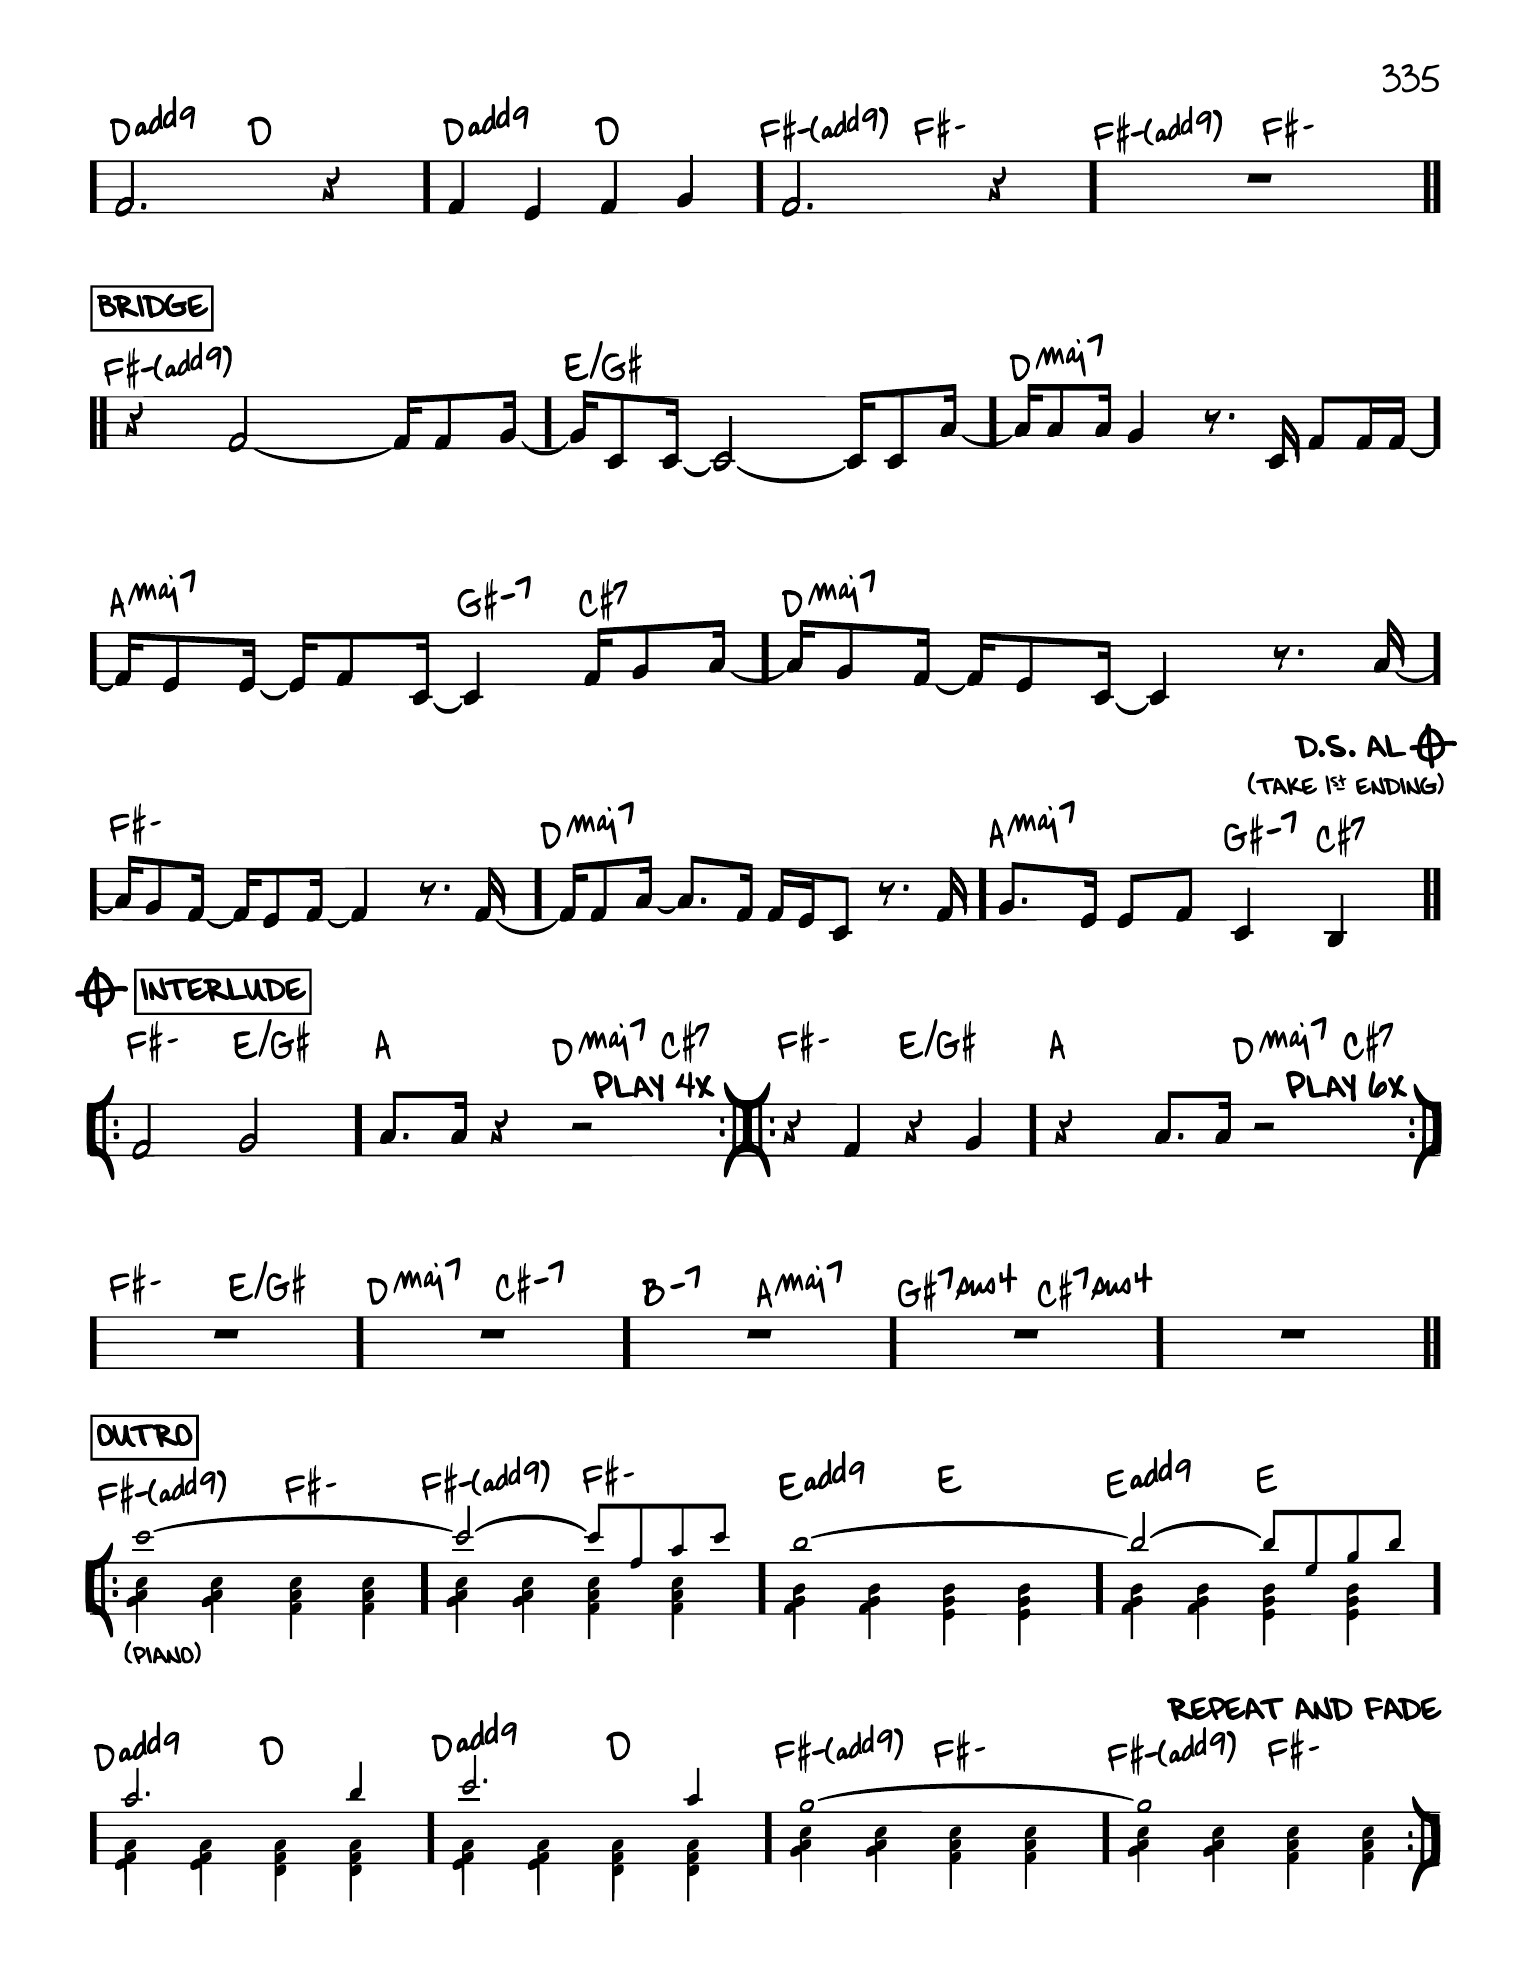 335
Dadd9 D Dadd9 D F#-(add9) F#- F#-(add9) F#-
BRIDGE
F#-(add9) E/G# Dmaj7
Amaj7 G#-7 C#7 Dmaj7
D.S. AL
(TAKE 1st ENDING)
F#- Dmaj7 Amaj7 G#-7 C#7
INTERLUDE
F#- E/G# A Dmaj7 C#7 F#- E/G# A Dmaj7 C#7
PLAY 4X PLAY 6X
F#- E/G# Dmaj7 C#-7 B-7 Amaj7 G#7sus4 C#7sus4
OUTRO
F#-(add9) F#- F#-(add9) F#- Eadd9 E Eadd9 E
(PIANO)
REPEAT AND FADE
Dadd9 D Dadd9 D F#-(add9) F#- F#-(add9) F#-